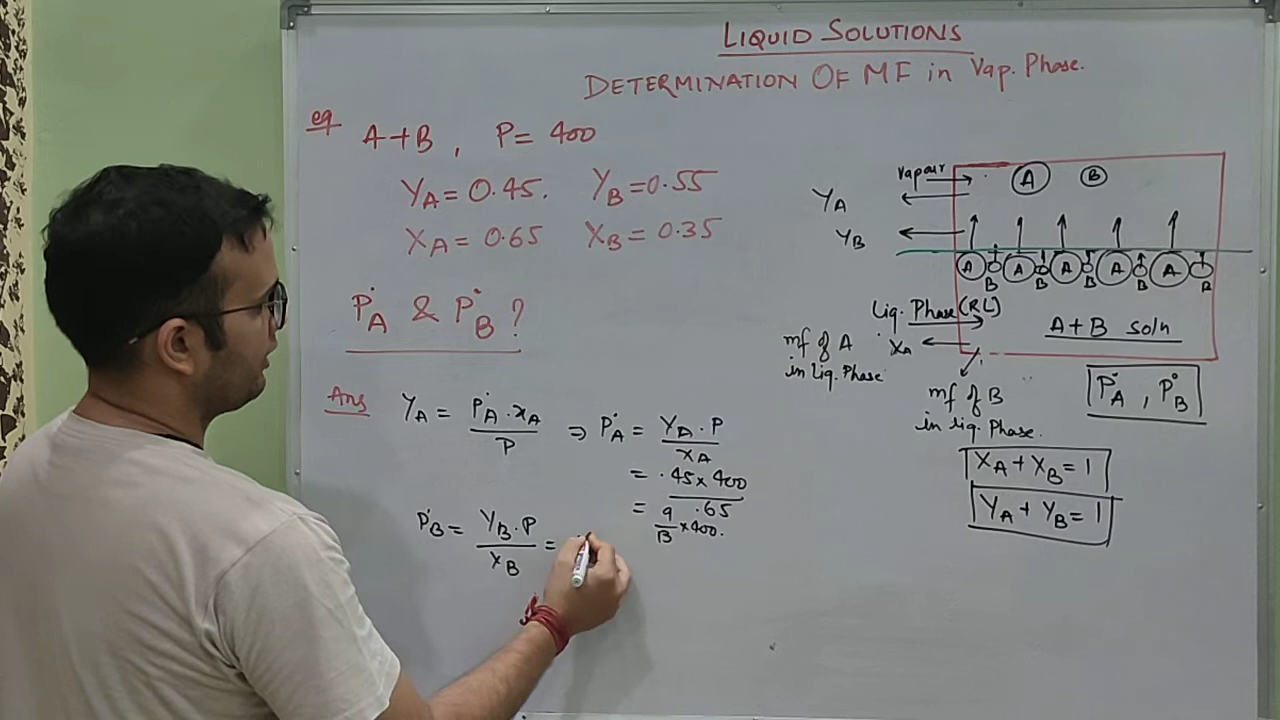 LIQUID SOLUTIONS
DETERMINATION OF MF in Vap. Phase.
eg A+B , P= 400
YA = 0.45. YB = 0.55
XA = 0.65 XB = 0.35
P°A & P°B ?
Ans YA = P°A . xA / P ⇒ P°A = YA . P / xA
= .45 x 400 / .65
= 9/13 x 400.
P°B = YB . P / xB =
Vapour → A B
YA
YB
A A A A A
B B B B B
Liq. Phase (RL)
A+B soln
mf of A XA
in Liq. Phase
mf of B
in liq. Phase.
P°A , P°B
XA + XB = 1
YA + YB = 1